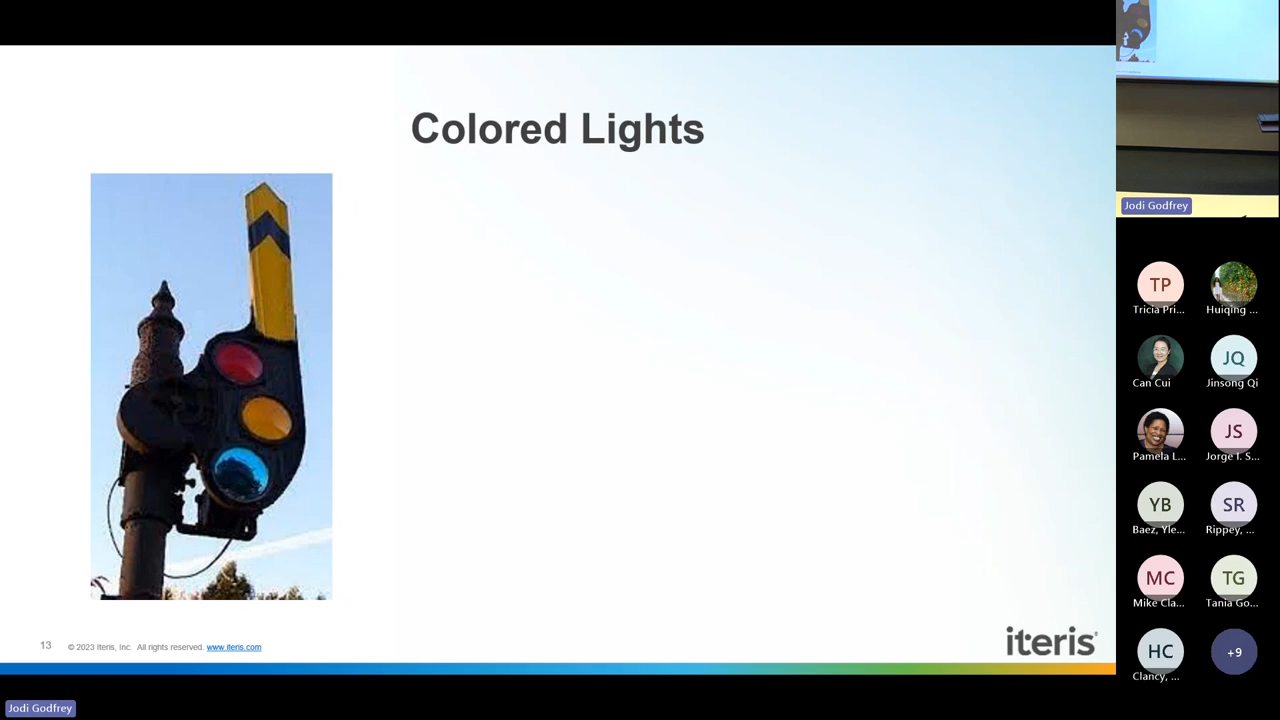 Colored Lights
13
© 2023 Iteris, Inc. All rights reserved. www.iteris.com
iteris
Jodi Godfrey
Jodi Godfrey
TP
Tricia Pri...
Huiqing ...
Can Cui
JQ
Jinsong Qi
Pamela L...
JS
Jorge I. S...
YB
Baez, Yle...
SR
Rippey, ...
MC
Mike Cla...
TG
Tania Go...
HC
Clancy, ...
+9